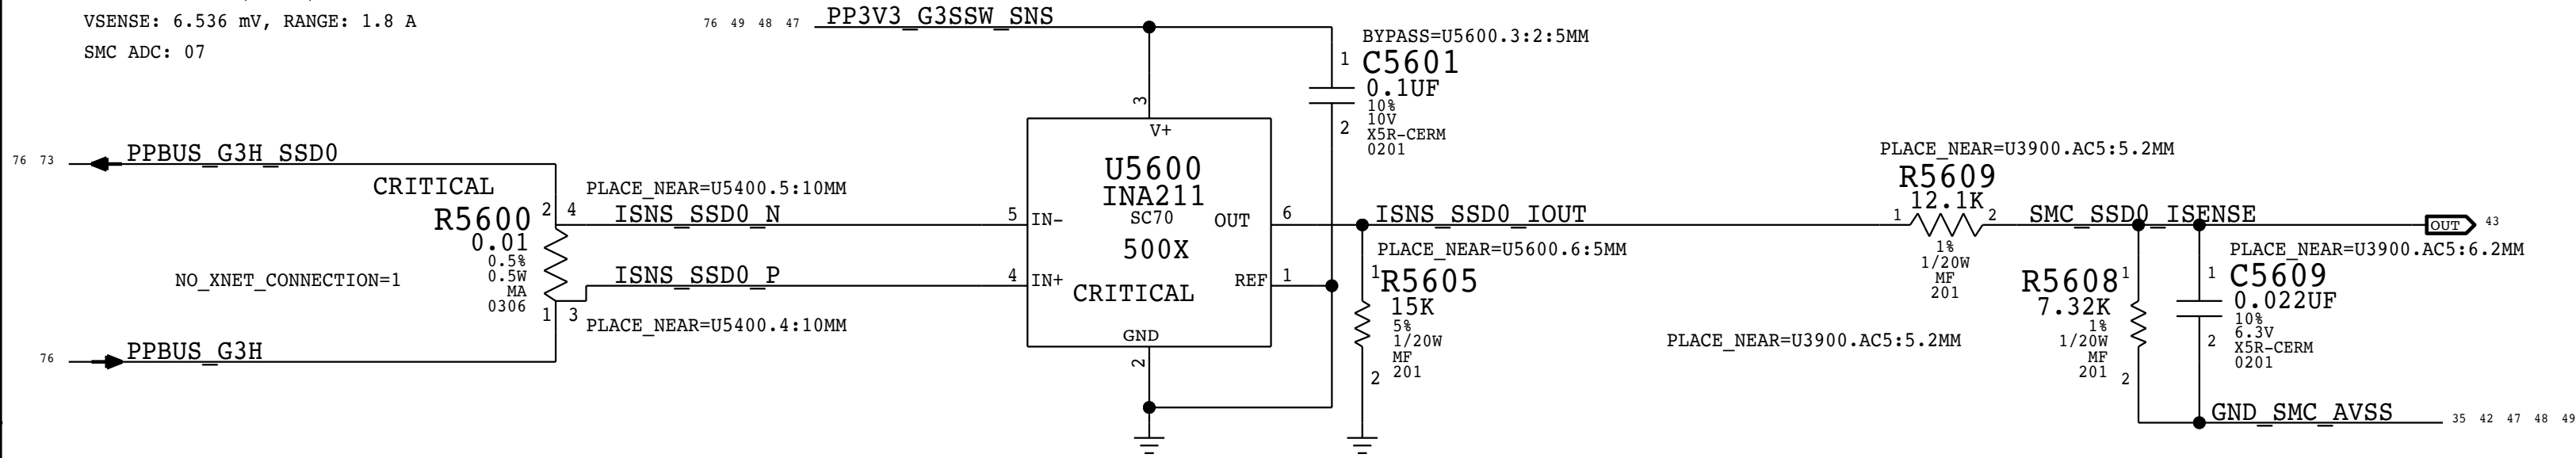 VSENSE: 6.536 mV, RANGE: 1.8 A
SMC ADC: 07
76 49 48 47 PP3V3_G3SSW_SNS
BYPASS=U5600.3:2:5MM
1 C5601
0.1UF
10%
10V
2 X5R-CERM
0201
3
V+
U5600
INA211
SC70
500X
CRITICAL
5 IN-
4 IN+
OUT 6
REF 1
GND
2
76 73 PPBUS_G3H_SSD0
CRITICAL
R5600
0.01
0.5%
0.5W
MA
0306
2 4
1 3
NO_XNET_CONNECTION=1
PLACE_NEAR=U5400.5:10MM
ISNS_SSD0_N
ISNS_SSD0_P
PLACE_NEAR=U5400.4:10MM
76 PPBUS_G3H
ISNS_SSD0_IOUT
PLACE_NEAR=U5600.6:5MM
1 R5605
15K
5%
1/20W
MF
2 201
PLACE_NEAR=U3900.AC5:5.2MM
R5609
1 12.1K 2
1%
1/20W
MF
201
SMC_SSD0_ISENSE
OUT 43
PLACE_NEAR=U3900.AC5:6.2MM
R5608 1
7.32K
1%
1/20W
MF
201 2
PLACE_NEAR=U3900.AC5:5.2MM
1 C5609
0.022UF
10%
6.3V
2 X5R-CERM
0201
GND_SMC_AVSS 35 42 47 48 49